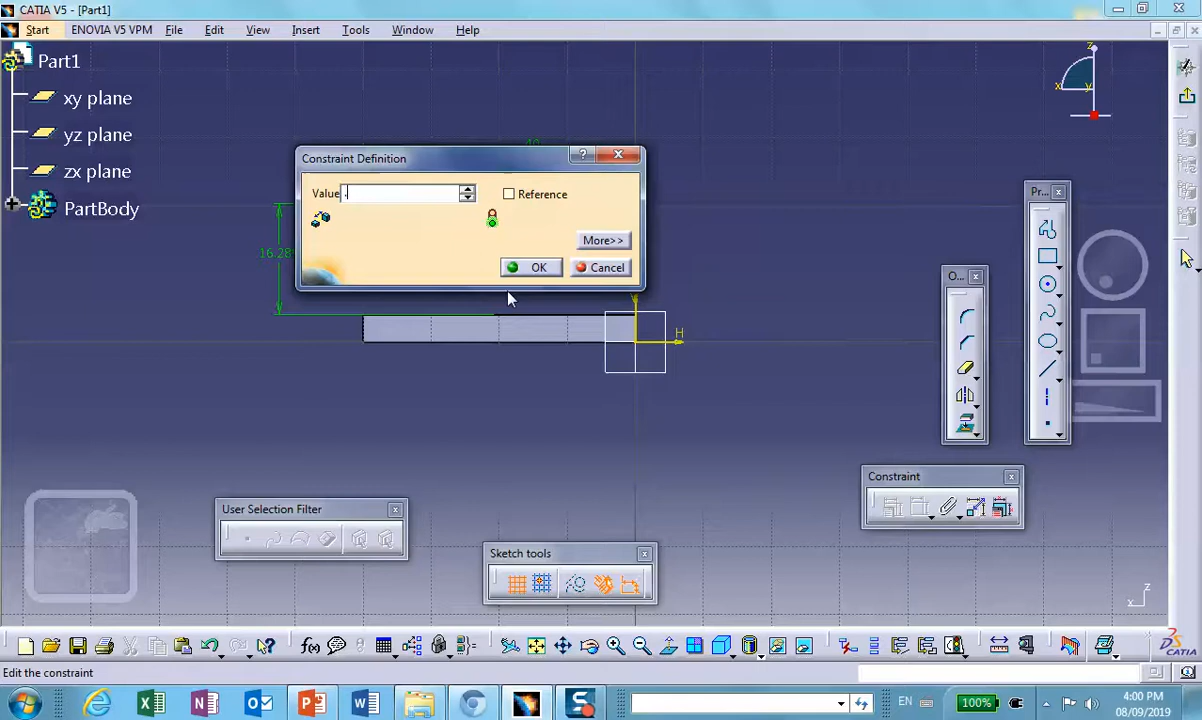 CATIA V5 - [Part1]
Start ENOVIA V5 VPM File Edit View Insert Tools Window Help
Part1
xy plane
yz plane
zx plane
PartBody
z
x
y
Constraint Definition
Value .
Reference
More>>
OK
Cancel
16.28
H
Pr...
O...
Constraint
User Selection Filter
Sketch tools
z
x
f(x)
Edit the constraint
EN
100%
4:00 PM
08/09/2019